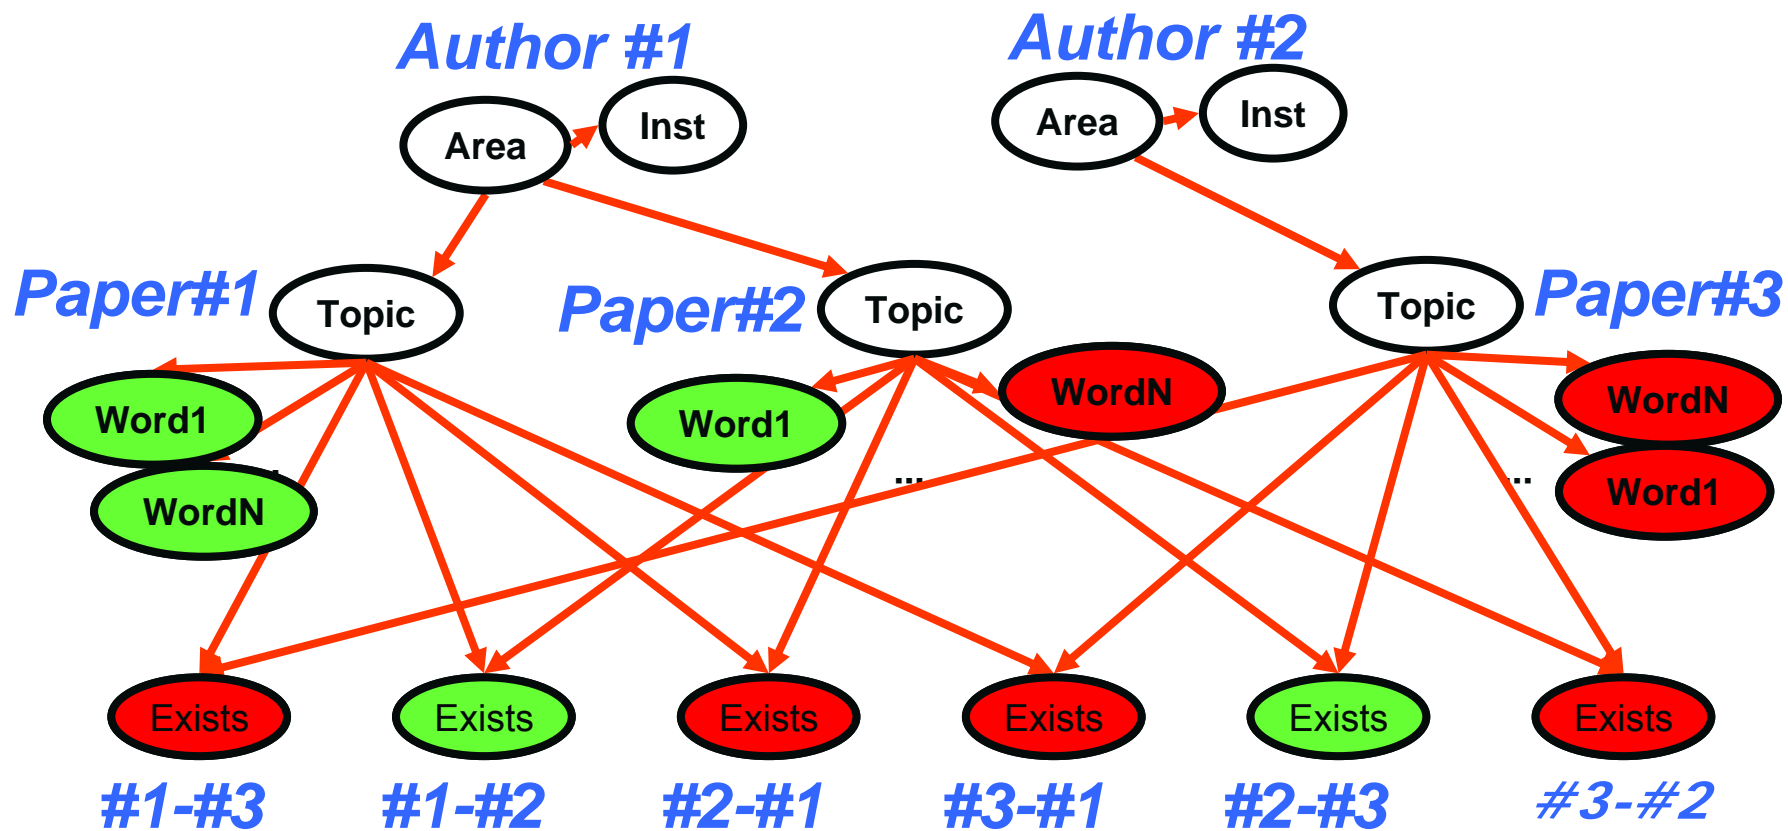 Author #1
Author #2
Area
Inst
Area
Inst
Paper#1
Topic
Paper#2
Topic
Topic
Paper#3
Word1
WordN
Word1
WordN
...
WordN
Word1
...
Exists
Exists
Exists
Exists
Exists
Exists
#1-#3
#1-#2
#2-#1
#3-#1
#2-#3
#3-#2